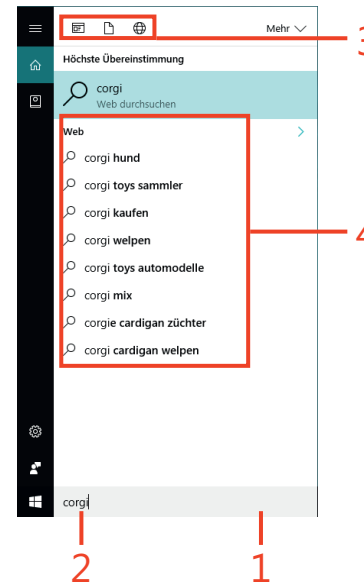 Mehr
3
Höchste Übereinstimmung
corgi
Web durchsuchen
Web
corgi hund
corgi toys sammler
corgi kaufen
corgi welpen
4
corgi toys automodelle
corgi mix
corgie cardigan züchter
corgi cardigan welpen
corgi
2 1